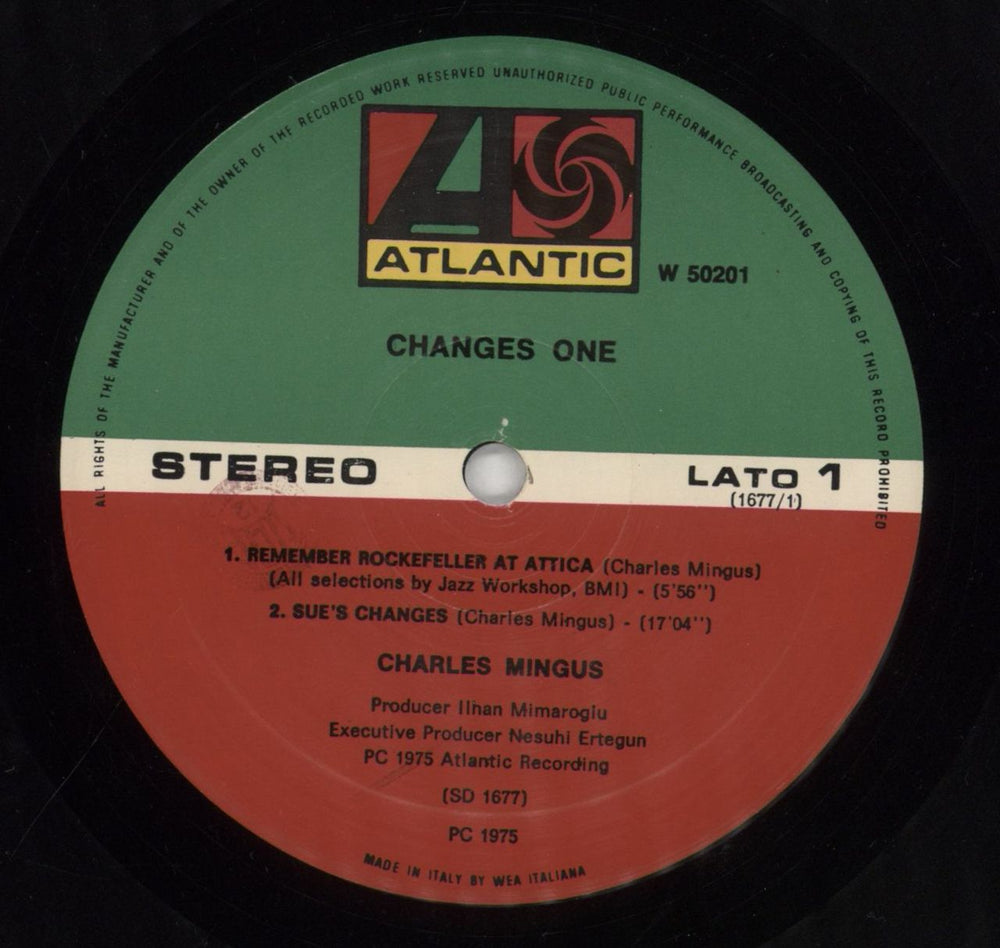 ALL RIGHTS OF THE MANUFACTURER AND OF THE OWNER OF THE RECORDED WORK RESERVED UNAUTHORIZED PUBLIC PERFORMANCE BROADCASTING AND COPYING OF THIS RECORD PROHIBITED
ATLANTIC
W 50201
CHANGES ONE
STEREO
LATO 1
(1677/1)
1. REMEMBER ROCKEFELLER AT ATTICA (Charles Mingus)
(All selections by Jazz Workshop, BMI) - (5'56'')
2. SUE'S CHANGES (Charles Mingus) - (17'04'')
CHARLES MINGUS
Producer Ilhan Mimaroglu
Executive Producer Nesuhi Ertegun
PC 1975 Atlantic Recording
(SD 1677)
PC 1975
MADE IN ITALY BY WEA ITALIANA